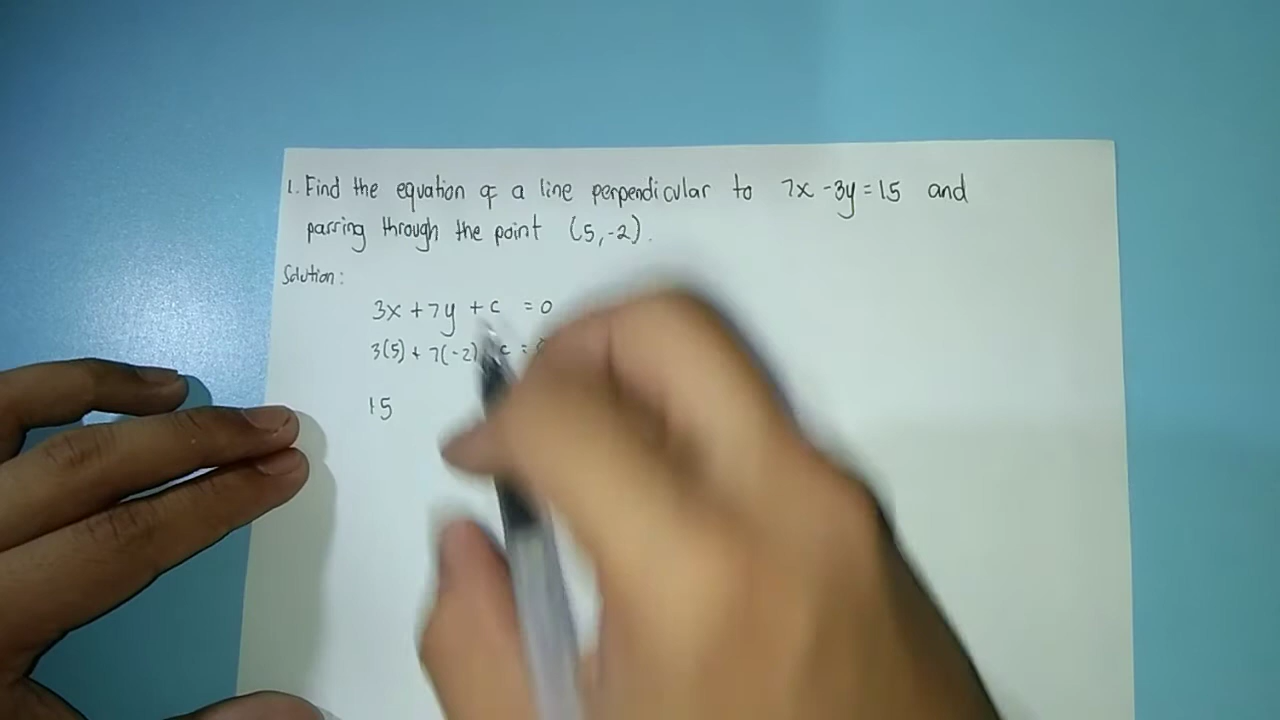 1. Find the equation of a line perpendicular to 7x - 3y = 15 and
passing through the point (5, -2).
Solution:
3x + 7y + c = 0
3(5) + 7(-2) c =
15